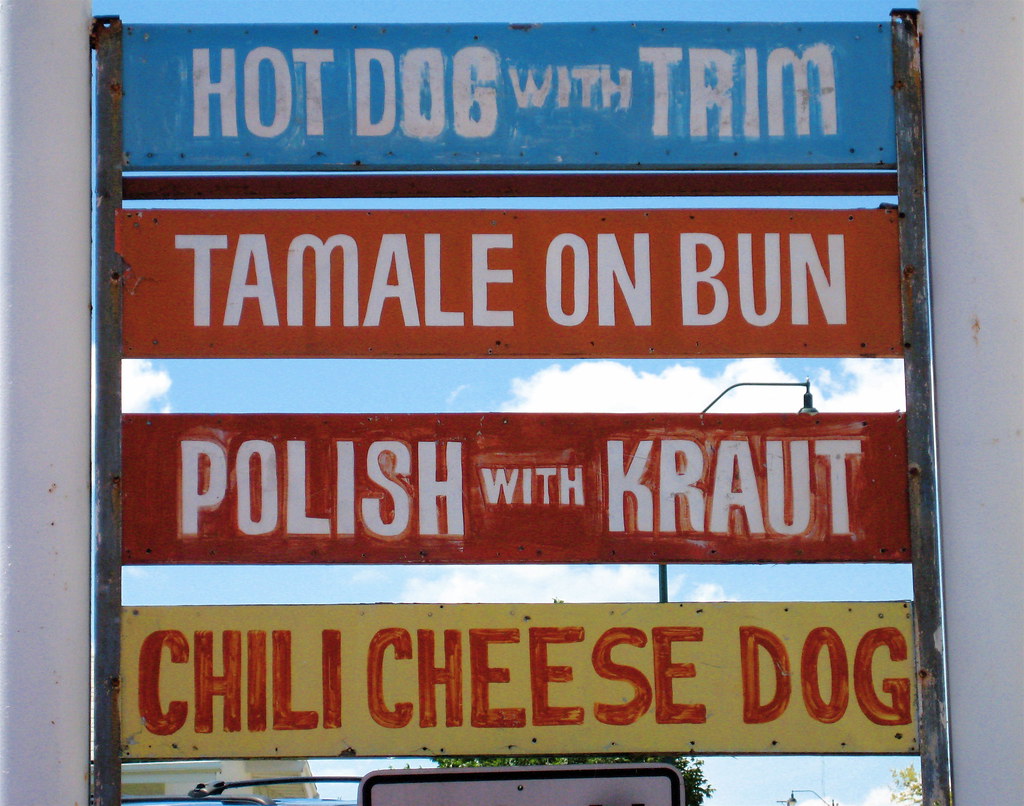 HOT DOG WITH TRIM
TAMALE ON BUN
POLISH WITH KRAUT
CHILI CHEESE DOG